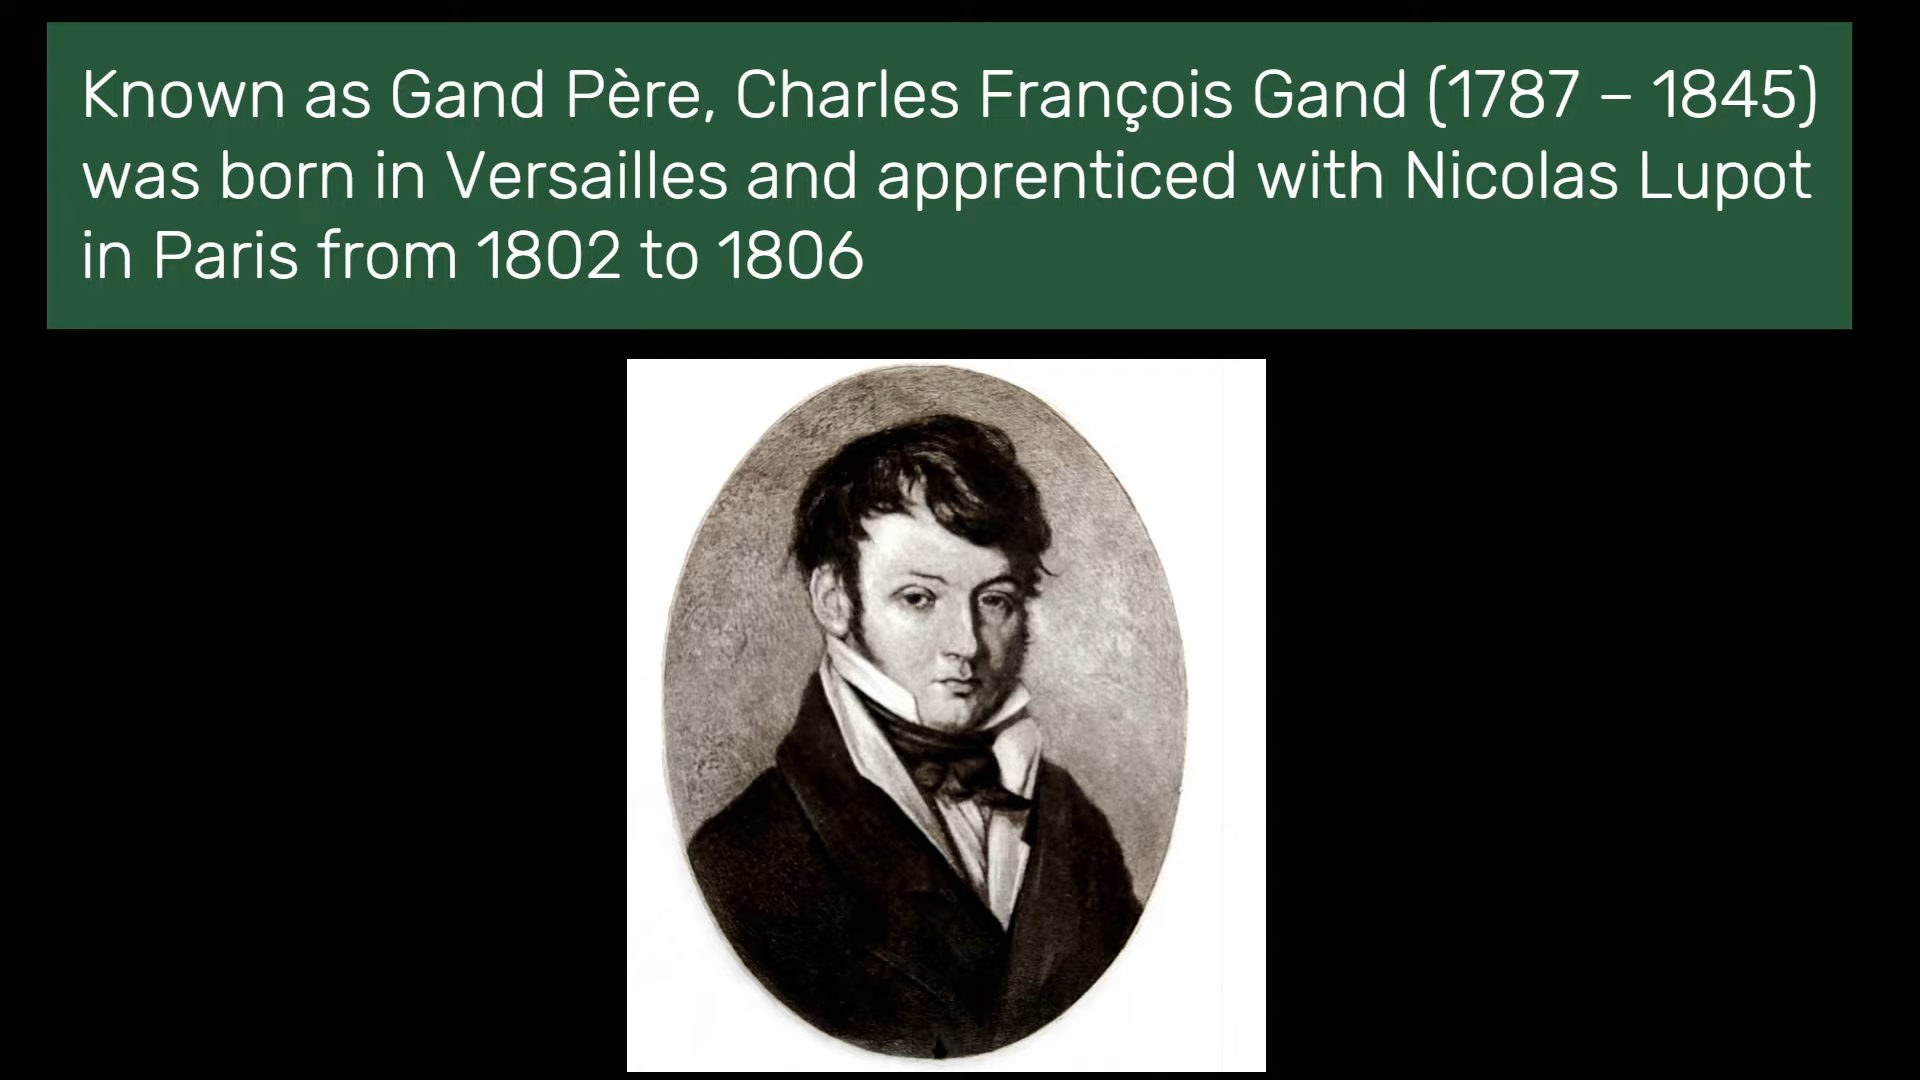 Known as Gand Père, Charles François Gand (1787 – 1845)
was born in Versailles and apprenticed with Nicolas Lupot
in Paris from 1802 to 1806